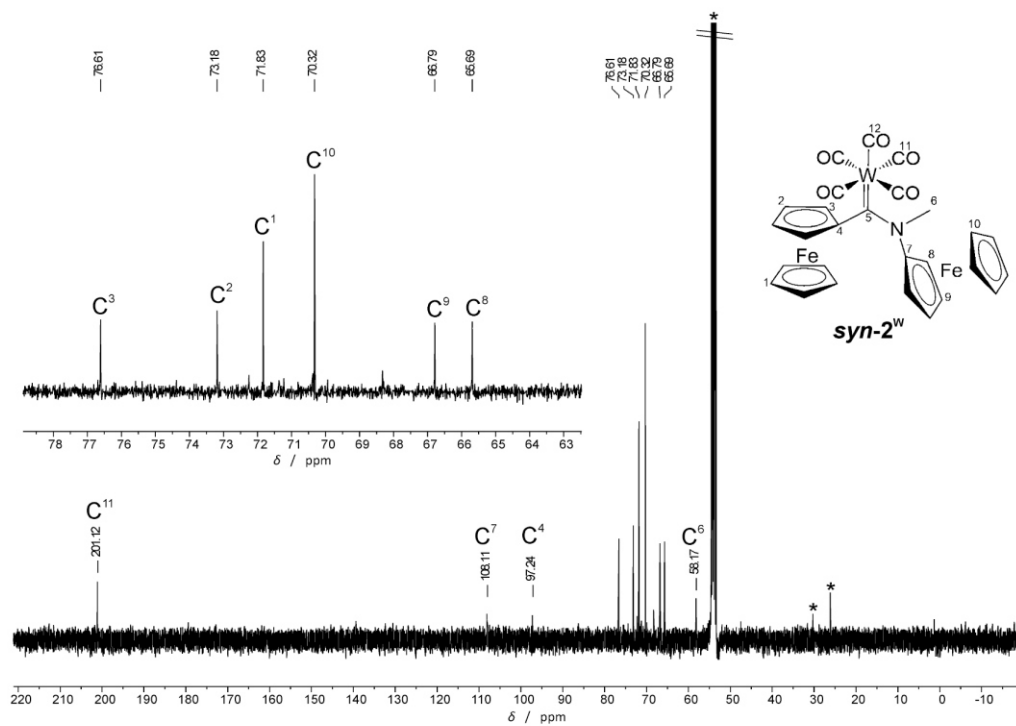 76.61
73.18
71.83
70.32
66.79
65.69
C3
C2
C1
C10
C9
C8
78 77 76 75 74 73 72 71 70 69 68 67 66 65 64 63
δ / ppm
76.61
73.18
71.83
70.32
66.79
65.69
*
12
OC CO CO 11
W
OC CO
2 3 4 5 6
N
7 8 9 10
Fe
1
Fe
syn-2W
C11
201.12
C7
108.11
C4
97.24
C6
58.17
* *
220 210 200 190 180 170 160 150 140 130 120 110 100 90 80 70 60 50 40 30 20 10 0 -10
δ / ppm